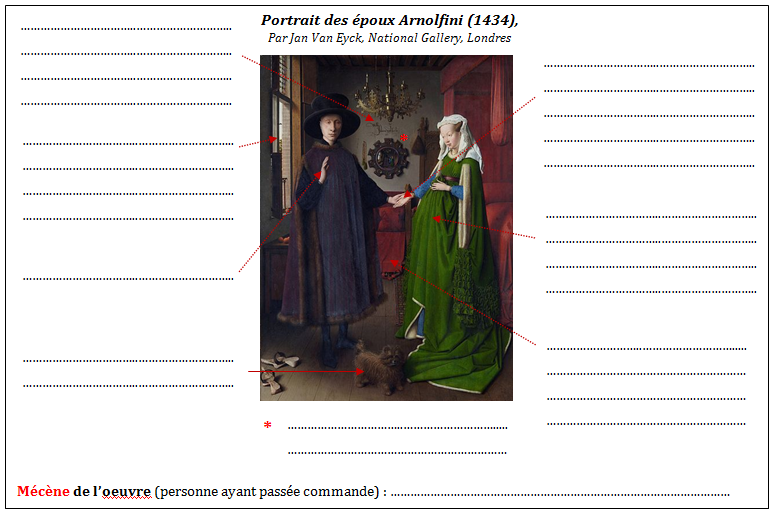 Portrait des époux Arnolfini (1434),
Par Jan Van Eyck, National Gallery, Londres
*
*
Mécène de l'oeuvre (personne ayant passée commande) : ........................................................................................................